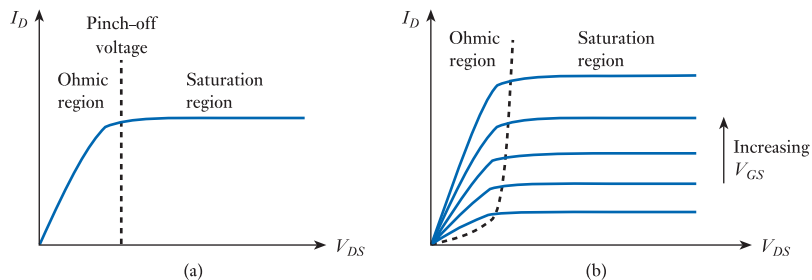 I_D
Pinch–off
voltage
Ohmic
region
Saturation
region
V_DS
(a)
I_D
Ohmic
region
Saturation
region
Increasing
V_GS
V_DS
(b)